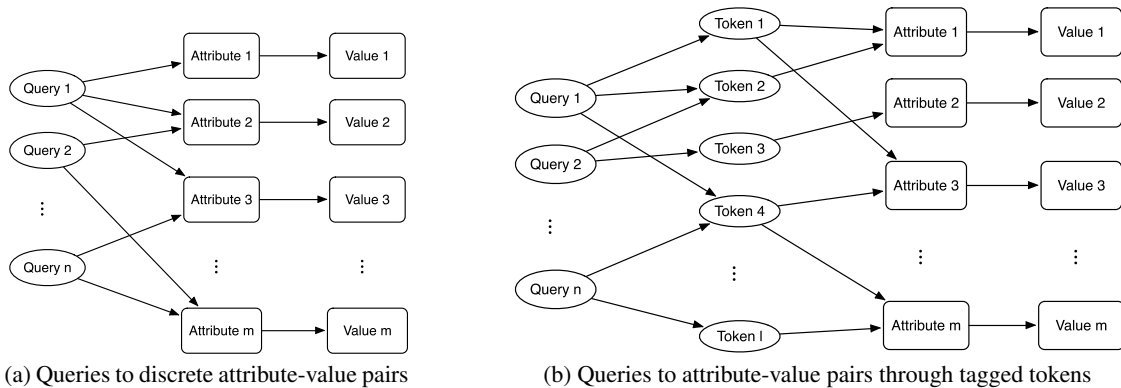 Query 1
Query 2
⋮
Query n
Attribute 1
Attribute 2
Attribute 3
⋮
Attribute m
Value 1
Value 2
Value 3
⋮
Value m
(a) Queries to discrete attribute-value pairs
Query 1
Query 2
⋮
Query n
Token 1
Token 2
Token 3
Token 4
⋮
Token l
Attribute 1
Attribute 2
Attribute 3
⋮
Attribute m
Value 1
Value 2
Value 3
⋮
Value m
(b) Queries to attribute-value pairs through tagged tokens